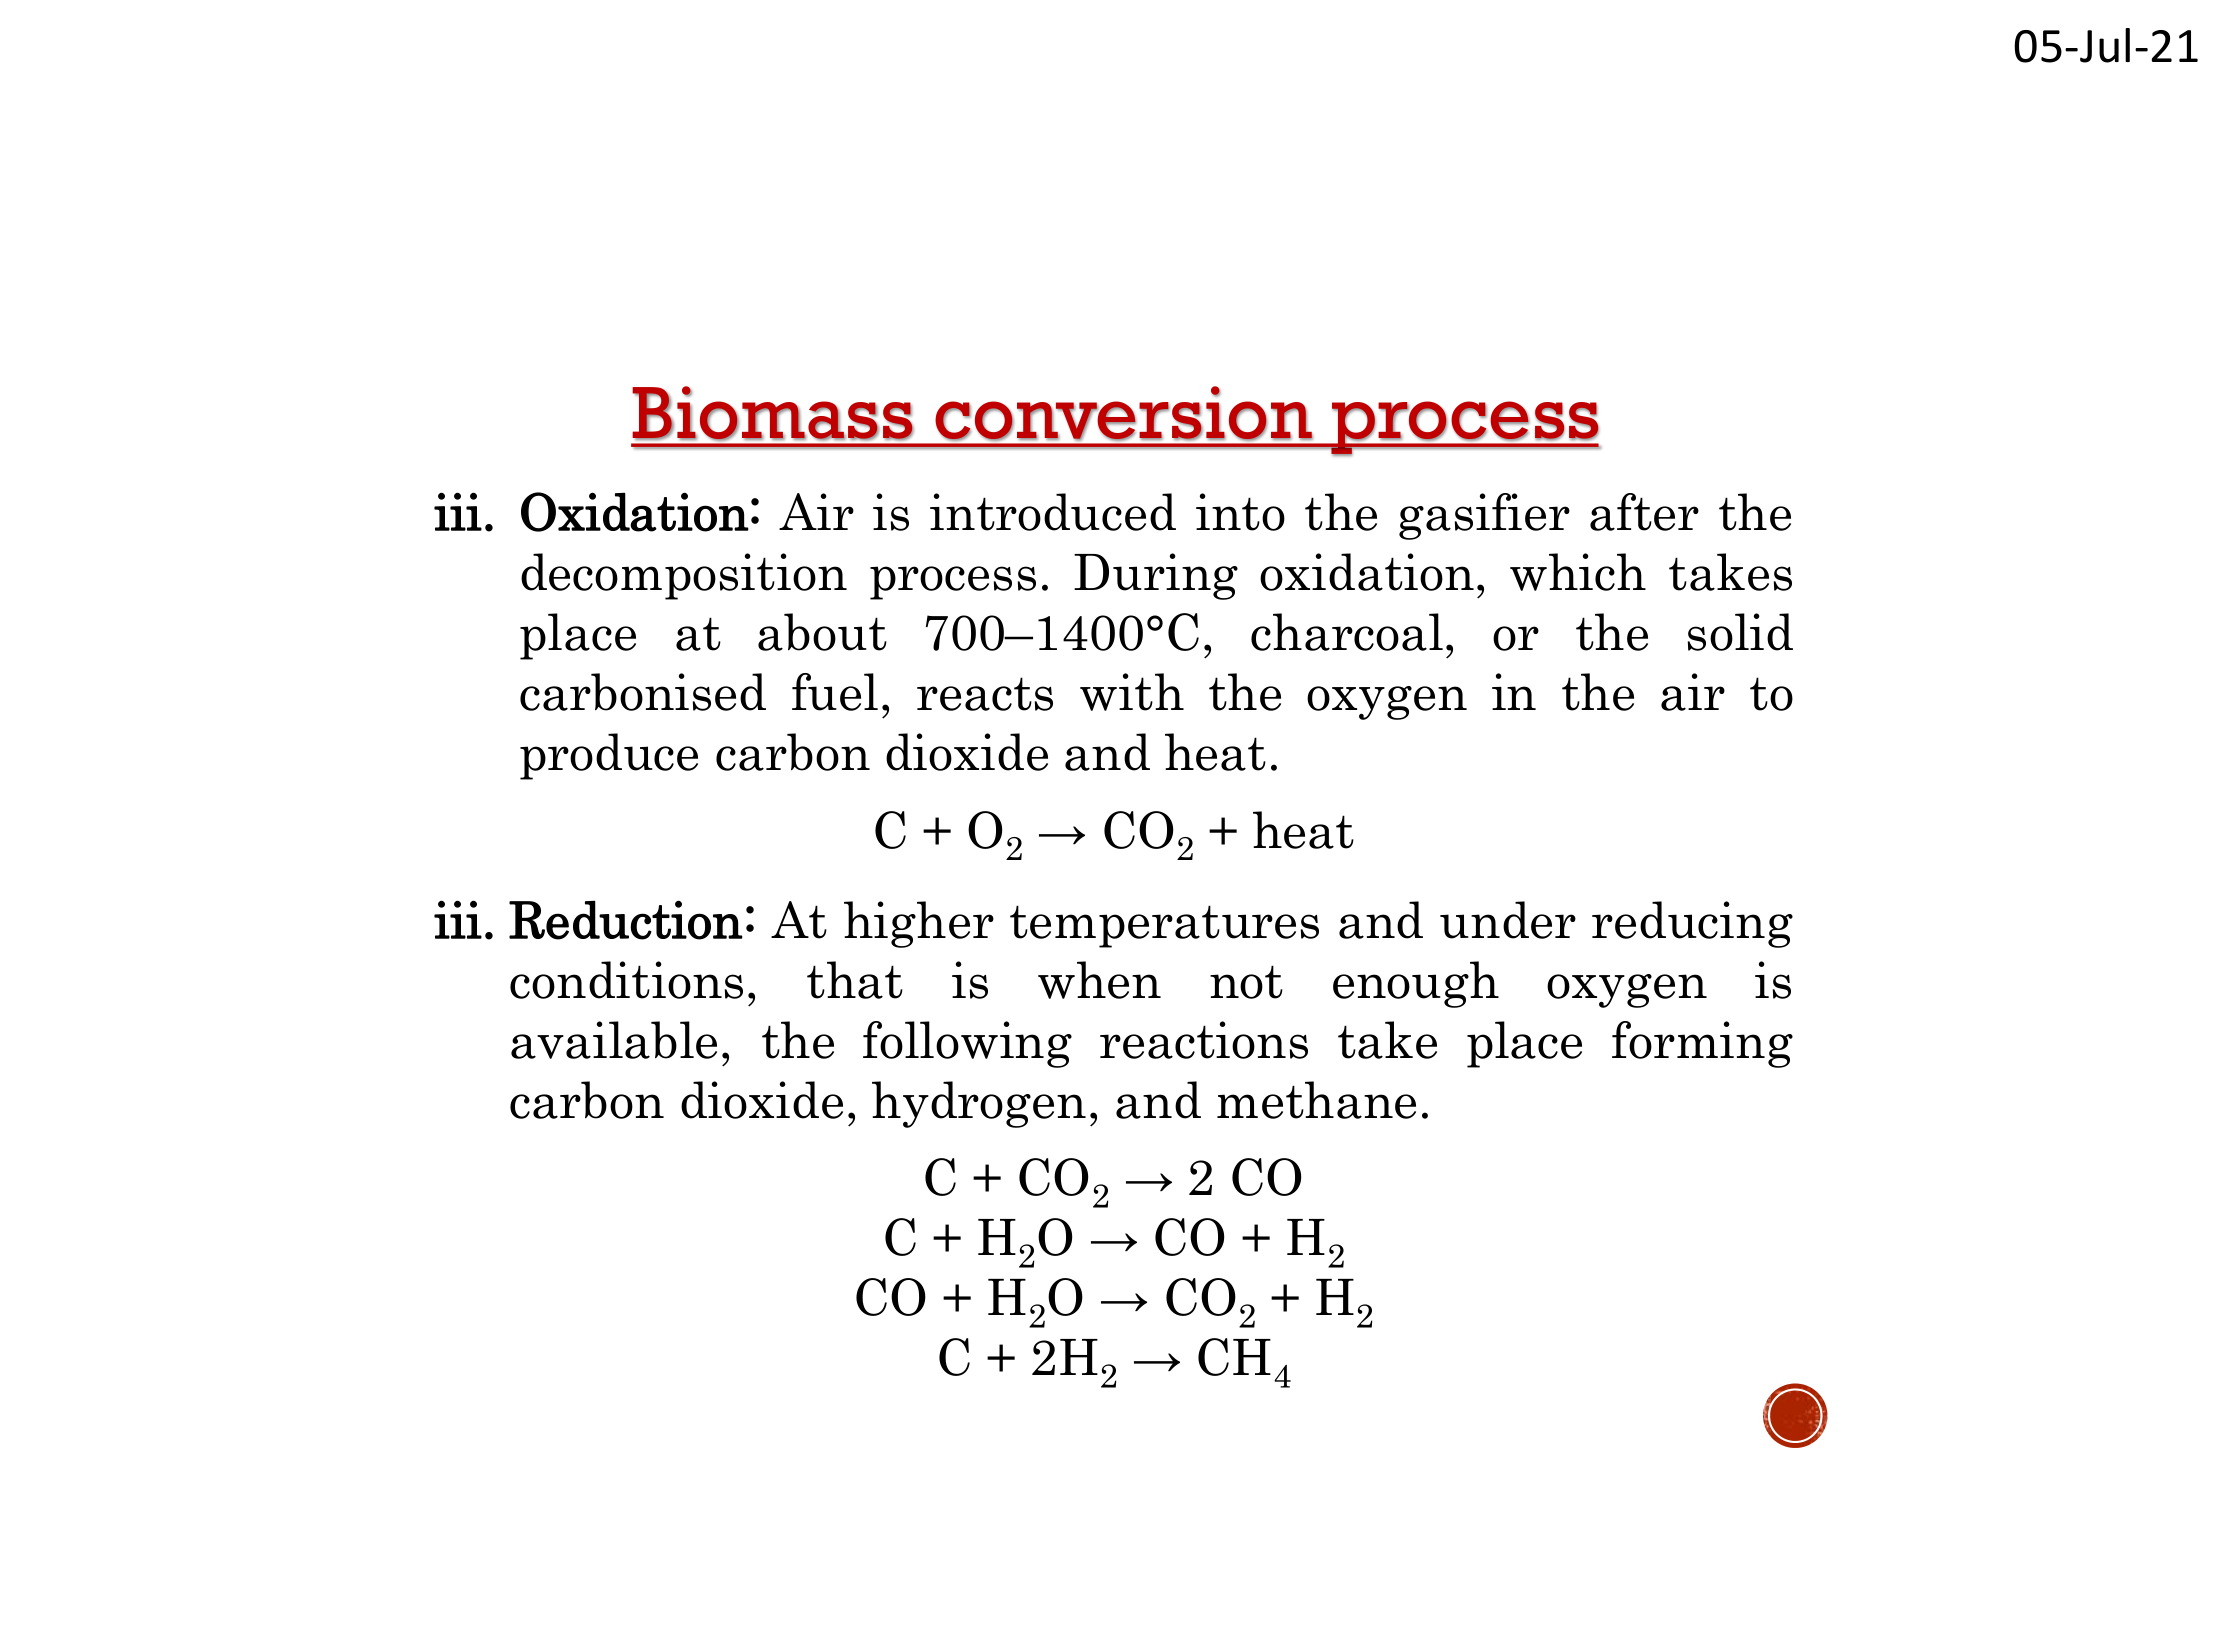 05-Jul-21
Biomass conversion process
iii. Oxidation: Air is introduced into the gasifier after the
decomposition process. During oxidation, which takes
place at about 700–1400°C, charcoal, or the solid
carbonised fuel, reacts with the oxygen in the air to
produce carbon dioxide and heat.
C + O₂ → CO₂ + heat
iii. Reduction: At higher temperatures and under reducing
conditions, that is when not enough oxygen is
available, the following reactions take place forming
carbon dioxide, hydrogen, and methane.
C + CO₂ → 2 CO
C + H₂O → CO + H₂
CO + H₂O → CO₂ + H₂
C + 2H₂ → CH₄